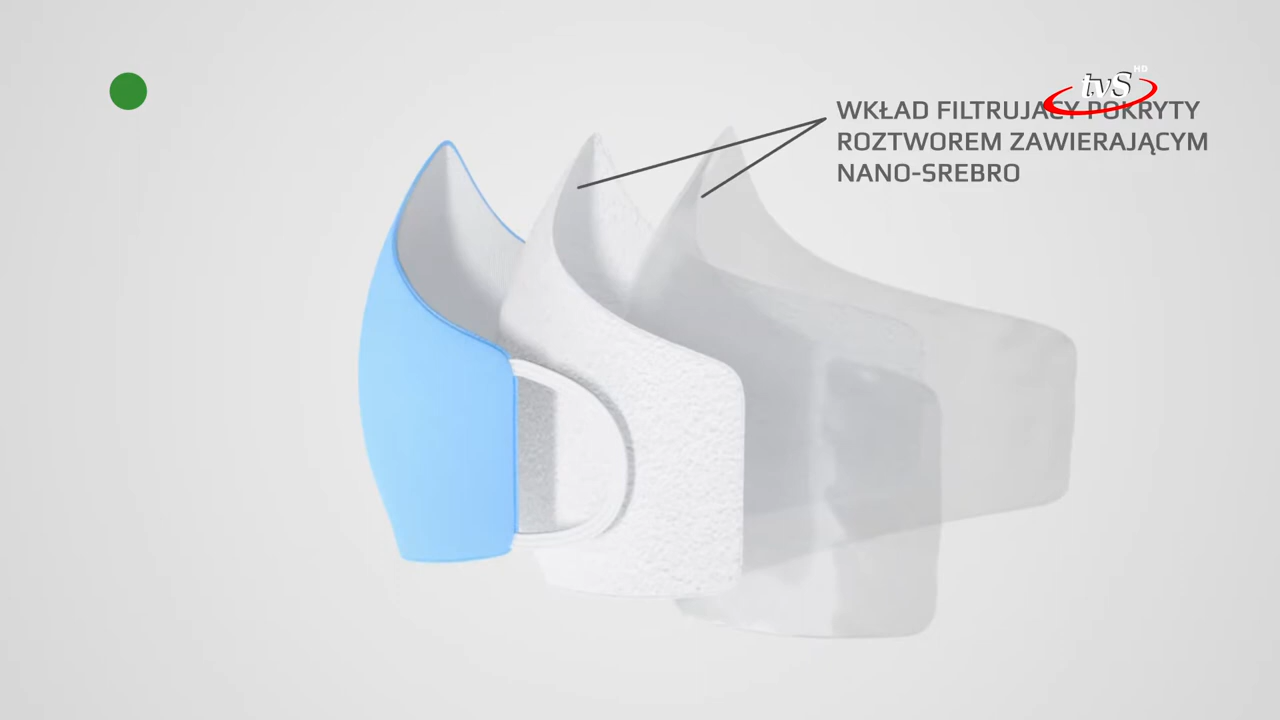 tvS HD
WKŁAD FILTRUJĄCY POKRYTY
ROZTWOREM ZAWIERAJĄCYM
NANO-SREBRO